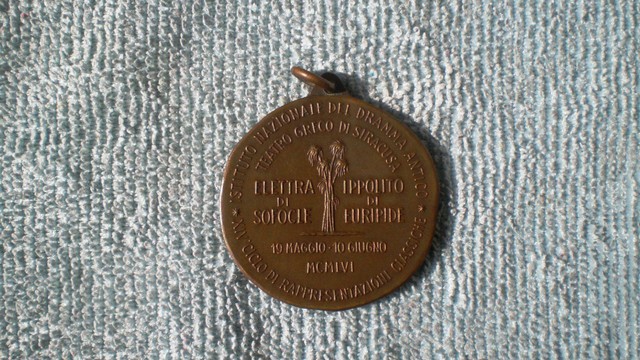 ISTITUTO NAZIONALE DEL DRAMMA ANTICO
TEATRO GRECO DI SIRACUSA
ELETTRA
DI
SOFOCLE
IPPOLITO
DI
EURIPIDE
19 MAGGIO - 10 GIUGNO
MCMLVI
XIV CICLO DI RAPPRESENTAZIONI CLASSICHE